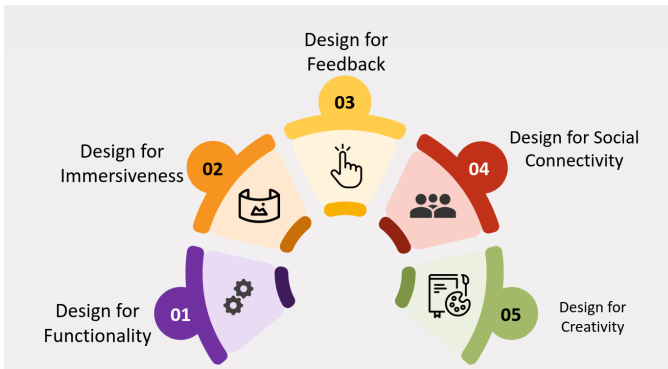 Design for
Functionality
01
Design for
Immersiveness
02
Design for
Feedback
03
04
Design for Social
Connectivity
05
Design for
Creativity